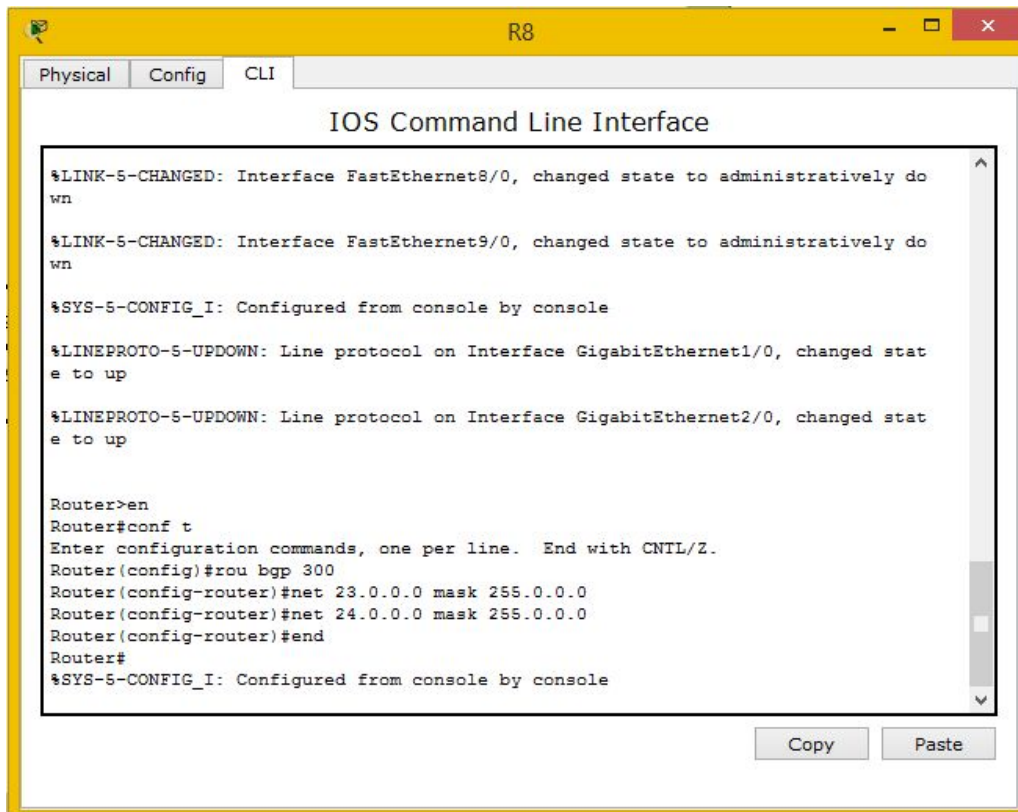 R8
Physical Config CLI
IOS Command Line Interface
%LINK-5-CHANGED: Interface FastEthernet8/0, changed state to administratively do
wn
%LINK-5-CHANGED: Interface FastEthernet9/0, changed state to administratively do
wn
%SYS-5-CONFIG_I: Configured from console by console
%LINEPROTO-5-UPDOWN: Line protocol on Interface GigabitEthernet1/0, changed stat
e to up
%LINEPROTO-5-UPDOWN: Line protocol on Interface GigabitEthernet2/0, changed stat
e to up
Router>en
Router#conf t
Enter configuration commands, one per line.  End with CNTL/Z.
Router(config)#rou bgp 300
Router(config-router)#net 23.0.0.0 mask 255.0.0.0
Router(config-router)#net 24.0.0.0 mask 255.0.0.0
Router(config-router)#end
Router#
%SYS-5-CONFIG_I: Configured from console by console
Copy Paste